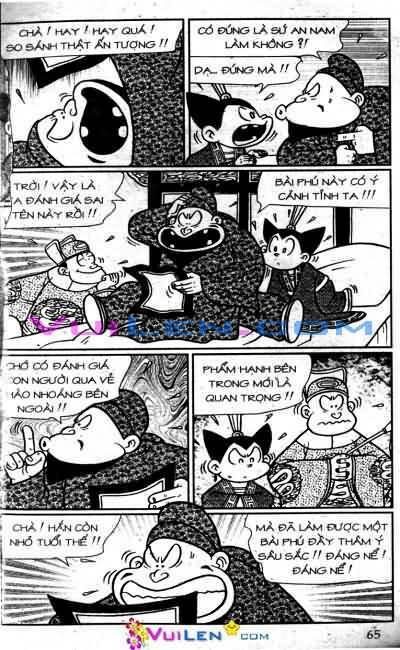 CHÀ! HAY! HAY QUÁ!
SO SÁNH THẬT ẤN TƯỢNG!!
CÓ ĐÚNG LÀ SỨ AN NAM
LÀM KHÔNG?!
DẠ... ĐÚNG MÀ!!
TRỜI! VẬY LÀ
TA ĐÁNH GIÁ SAI
TÊN NÀY RỒI!!
BÀI PHÚ NÀY CÓ Ý
CẢNH TỈNH TA!!!
VUILEN.COM
CHỚ CÓ ĐÁNH GIÁ
CON NGƯỜI QUA VẺ
HÀO NHOÁNG BÊN
NGOÀI!!
PHẨM HẠNH BÊN
TRONG MỚI LÀ
QUAN TRỌNG!!
CHÀ! HẮN CÒN
NHỎ TUỔI THẾ!!
MÀ ĐÃ LÀM ĐƯỢC MỘT
BÀI PHÚ ĐẦY THÂM Ý
SÂU SẮC!! ĐÁNG NỂ!
ĐÁNG NỂ!
65
VUILEN.COM